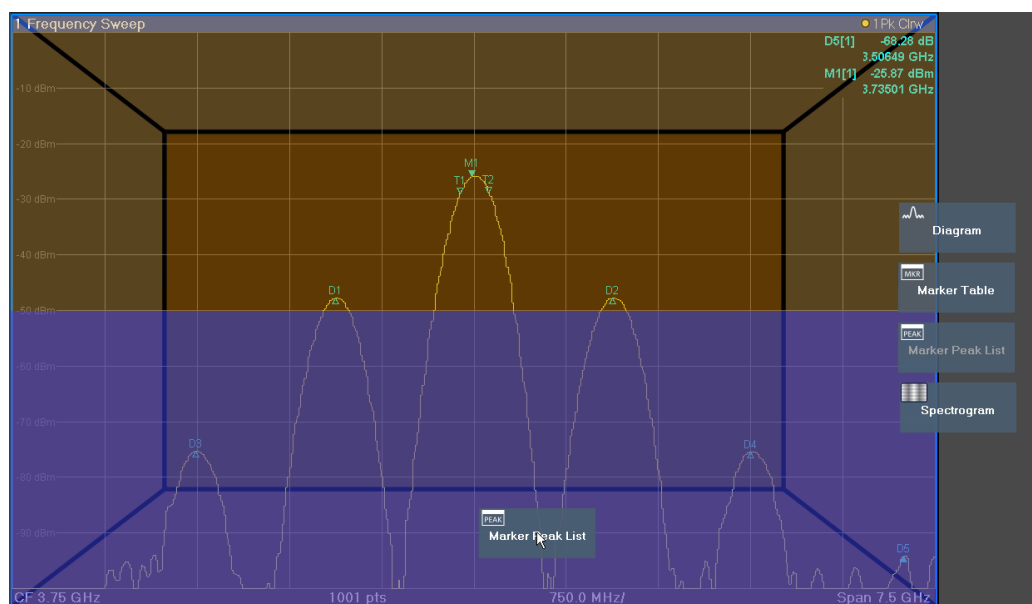 1 Frequency Sweep
1Pk Clrw
D5[1] -68.28 dB
3.50649 GHz
M1[1] -25.87 dBm
3.73501 GHz
-10 dBm
-20 dBm
M1
T1 T2
-30 dBm
Diagram
-40 dBm
MKR
Marker Table
D1 D2
-50 dBm
PEAK
Marker Peak List
-60 dBm
Spectrogram
-70 dBm
D3 D4
-80 dBm
PEAK
Marker Peak List
-90 dBm
D5
CF 3.75 GHz 1001 pts 750.0 MHz/ Span 7.5 GHz